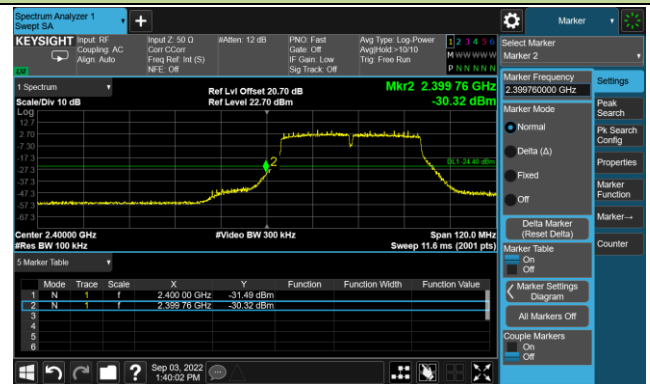 Spectrum Analyzer 1
Swept SA
Marker
KEYSIGHT
Input: RF
Coupling: AC
Align: Auto
Input Z: 50 Ω
Corr CCorr
Freq Ref: Int (S)
NFE: Off
#Atten: 12 dB
PNO: Fast
Gate: Off
IF Gain: Low
Sig Track: Off
Avg Type: Log-Power
Avg|Hold:>10/10
Trig: Free Run
1 2 3 4 5 6
M W W W W W
P N N N N N
Select Marker
Marker 2
1 Spectrum
Scale/Div 10 dB
Log
Ref Lvl Offset 20.70 dB
Ref Level 22.70 dBm
Mkr2 2.399 76 GHz
-30.32 dBm
12.7
2.70
-7.30
-17.3
-27.3
-37.3
-47.3
-57.3
-67.3
2
DL1 -24.40 dBm
Center 2.40000 GHz
#Res BW 100 kHz
#Video BW 300 kHz
Span 120.0 MHz
Sweep 11.6 ms (2001 pts)
5 Marker Table
Mode Trace Scale X Y Function Function Width Function Value
1 N 1 f 2.400 00 GHz -31.49 dBm
2 N 1 f 2.399 76 GHz -30.32 dBm
3
4
5
6
Marker Frequency
2.399760000 GHz
Marker Mode
Normal
Delta (Δ)
Fixed
Off
Delta Marker
(Reset Delta)
Marker Table
On
Off
Marker Settings
Diagram
All Markers Off
Couple Markers
On
Off
Settings
Peak
Search
Pk Search
Config
Properties
Marker
Function
Marker→
Counter
Sep 03, 2022
1:40:02 PM